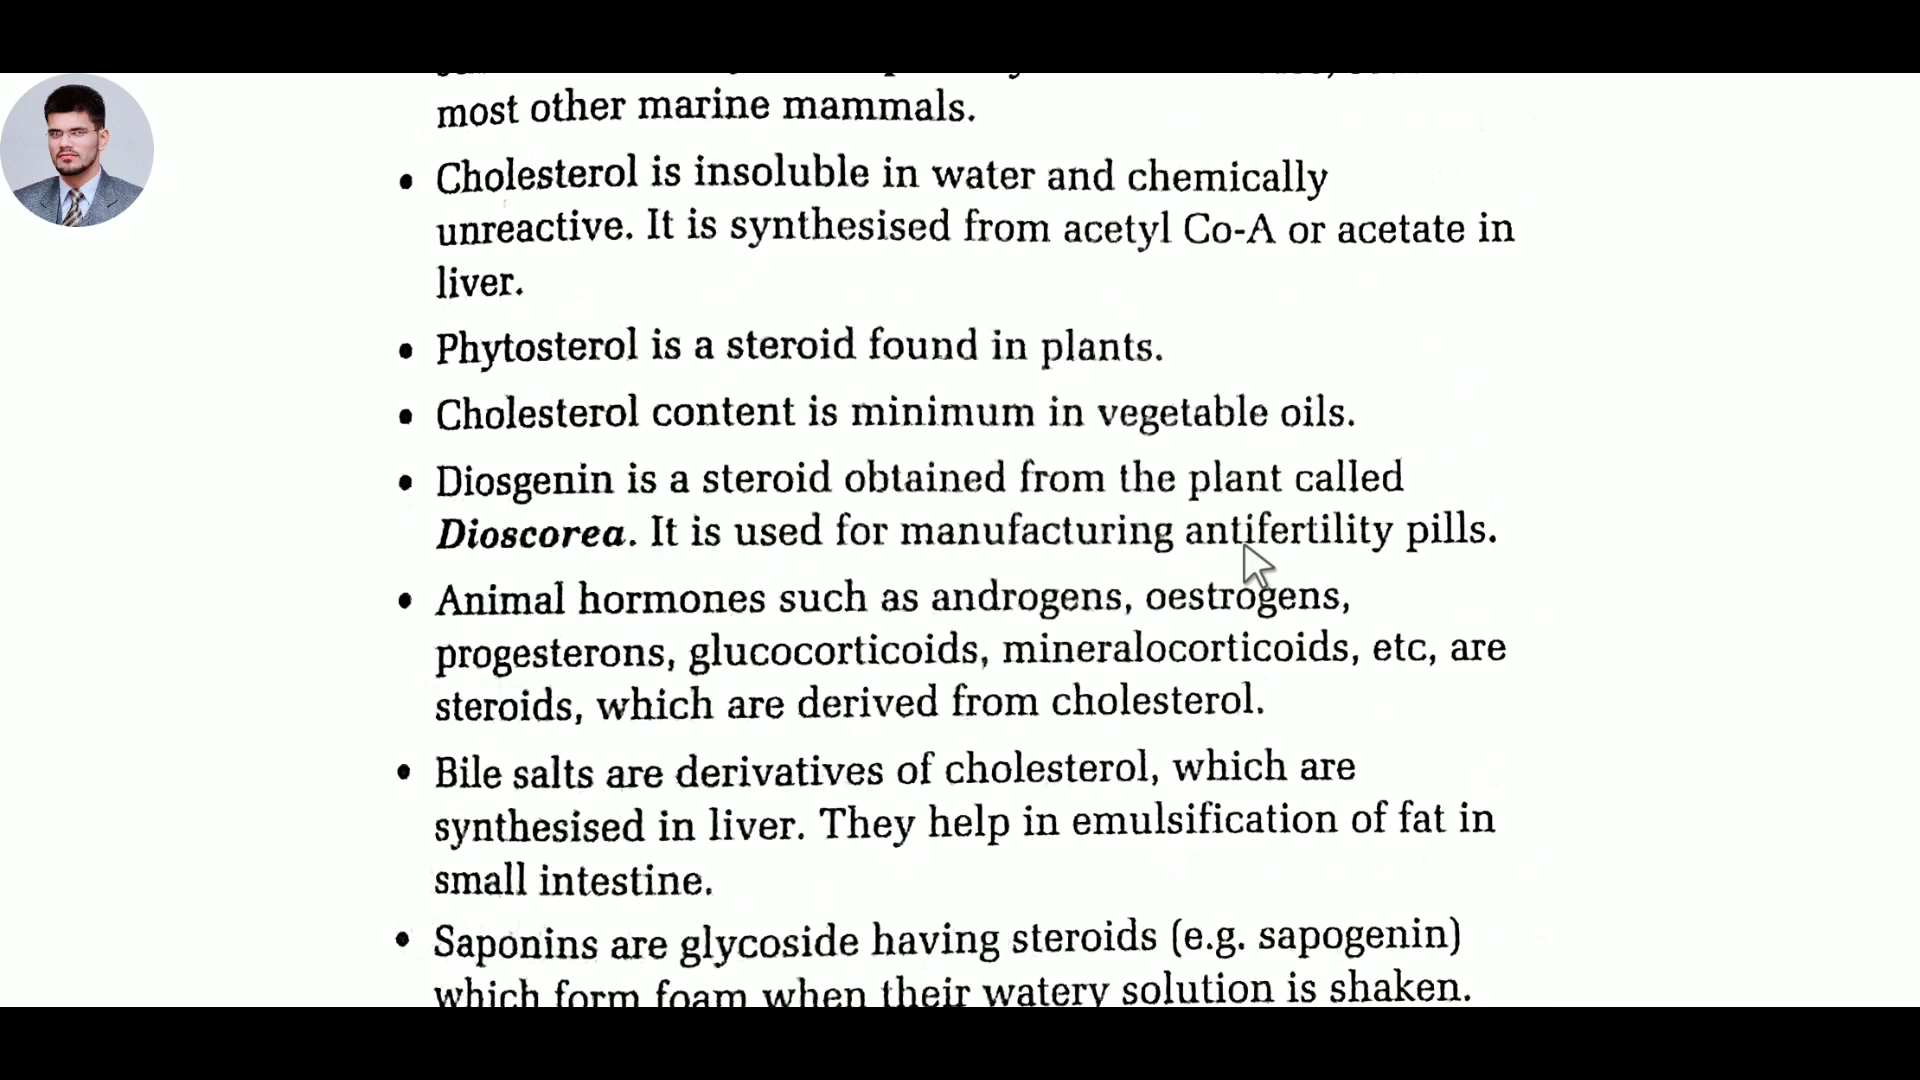 most other marine mammals.
• Cholesterol is insoluble in water and chemically
unreactive. It is synthesised from acetyl Co-A or acetate in
liver.
• Phytosterol is a steroid found in plants.
• Cholesterol content is minimum in vegetable oils.
• Diosgenin is a steroid obtained from the plant called
Dioscorea. It is used for manufacturing antifertility pills.
• Animal hormones such as androgens, oestrogens,
progesterons, glucocorticoids, mineralocorticoids, etc, are
steroids, which are derived from cholesterol.
• Bile salts are derivatives of cholesterol, which are
synthesised in liver. They help in emulsification of fat in
small intestine.
• Saponins are glycoside having steroids (e.g. sapogenin)
which form foam when their watery solution is shaken.